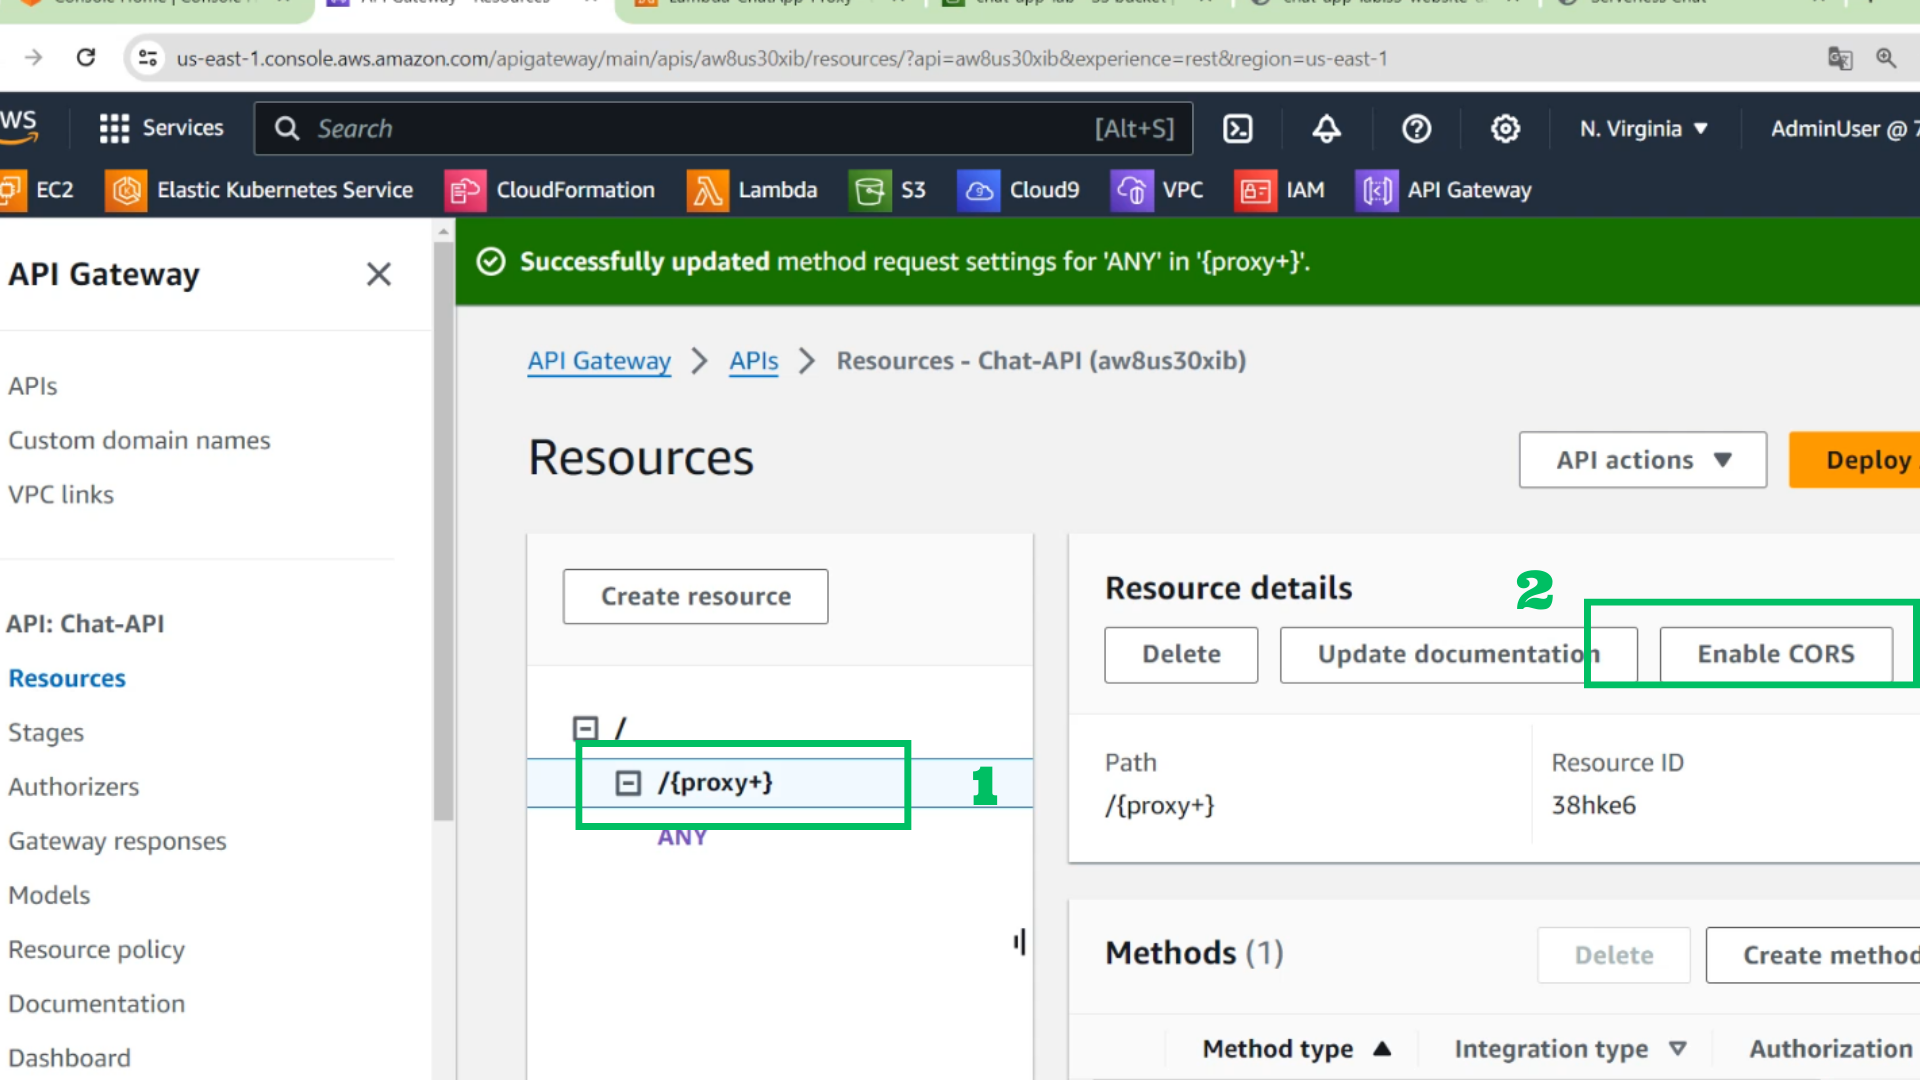 us-east-1.console.aws.amazon.com/apigateway/main/apis/aw8us30xib/resources/?api=aw8us30xib&experience=rest&region=us-east-1
Services
Search
[Alt+S]
N. Virginia
AdminUser @ 7
EC2
Elastic Kubernetes Service
CloudFormation
Lambda
S3
Cloud9
VPC
IAM
API Gateway
API Gateway
Successfully updated method request settings for 'ANY' in '{proxy+}'.
API Gateway
APIs
Resources - Chat-API (aw8us30xib)
APIs
Custom domain names
VPC links
Resources
API actions
Deploy
Create resource
Resource details
2
Delete
Update documentation
Enable CORS
API: Chat-API
Resources
Stages
Authorizers
Gateway responses
Models
Resource policy
Documentation
Dashboard
/
/{proxy+}
1
ANY
Path
/{proxy+}
Resource ID
38hke6
Methods (1)
Delete
Create method
Method type
Integration type
Authorization